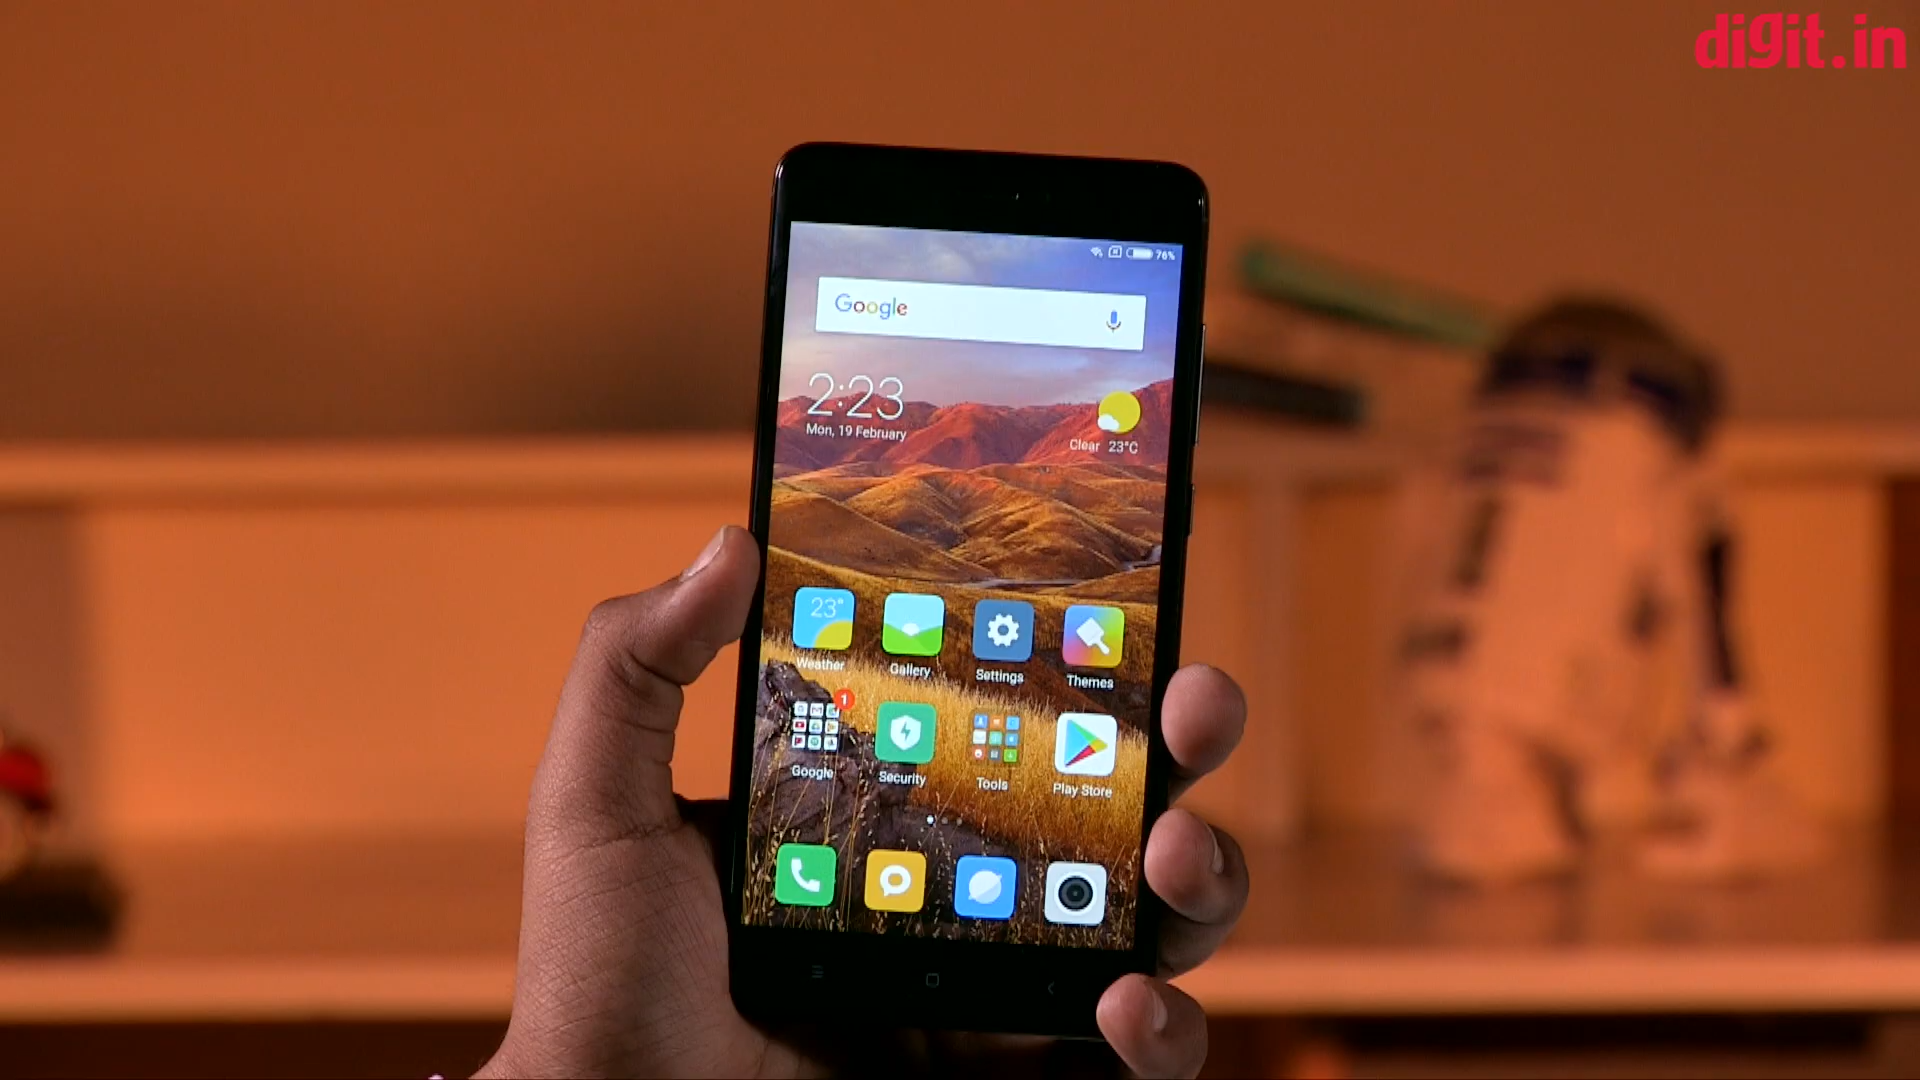 digit.in
76%
Google
2:23
Mon, 19 February
Clear 23°C
23°
Weather
Gallery
Settings
Themes
1
Google
Security
Tools
Play Store